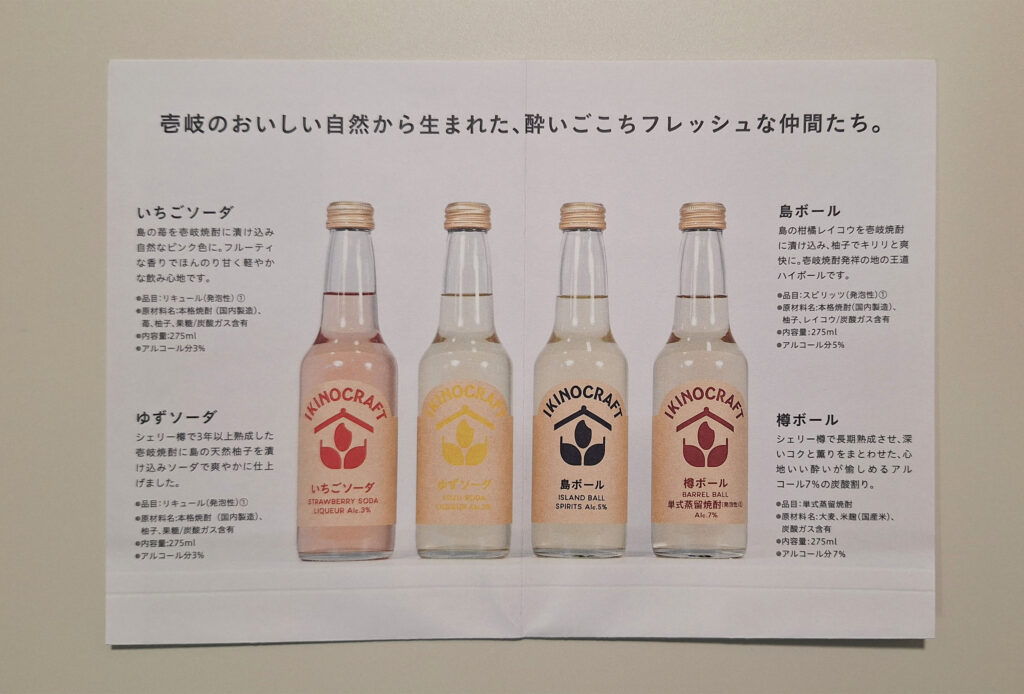 壱岐のおいしい自然から生まれた、酔いごこちフレッシュな仲間たち。
いちごソーダ
島の苺を壱岐焼酎に漬け込み
自然なピンク色に。フルーティ
な香りでほんのり甘く軽やか
な飲み心地です。
●品目：リキュール（発泡性）①
●原材料名：本格焼酎（国内製造）、
苺、柚子、果糖/炭酸ガス含有
●内容量：275ml
●アルコール分3%
ゆずソーダ
シェリー樽で3年以上熟成した
壱岐焼酎に島の天然柚子を漬
け込みソーダで爽やかに仕上
げました。
●品目：リキュール（発泡性）①
●原材料名：本格焼酎（国内製造）、
柚子、果糖/炭酸ガス含有
●内容量：275ml
●アルコール分3%
IKINOCRAFT
いちごソーダ
STRAWBERRY SODA
LIQUEUR Alc.3%
IKINOCRAFT
ゆずソーダ
YUZU SODA
LIQUEUR Alc.3%
IKINOCRAFT
島ボール
ISLAND BALL
SPIRITS Alc.5%
IKINOCRAFT
樽ボール
BARREL BALL
単式蒸留焼酎(発泡性)①
Alc.7%
島ボール
島の柑橘レイコウを壱岐焼酎
に漬け込み、柚子でキリリと爽
快に。壱岐焼酎発祥の地の王道
ハイボールです。
●品目：スピリッツ（発泡性）①
●原材料名：本格焼酎（国内製造）、
柚子、レイコウ/炭酸ガス含有
●内容量：275ml
●アルコール分5%
樽ボール
シェリー樽で長期熟成させ、深
いコクと薫りをまとわせた、心
地いい酔いが愉しめるアル
コール7%の炭酸割り。
●品目：単式蒸留焼酎
●原材料名：大麦、米麹（国産米）、
炭酸ガス含有
●内容量：275ml
●アルコール分7%